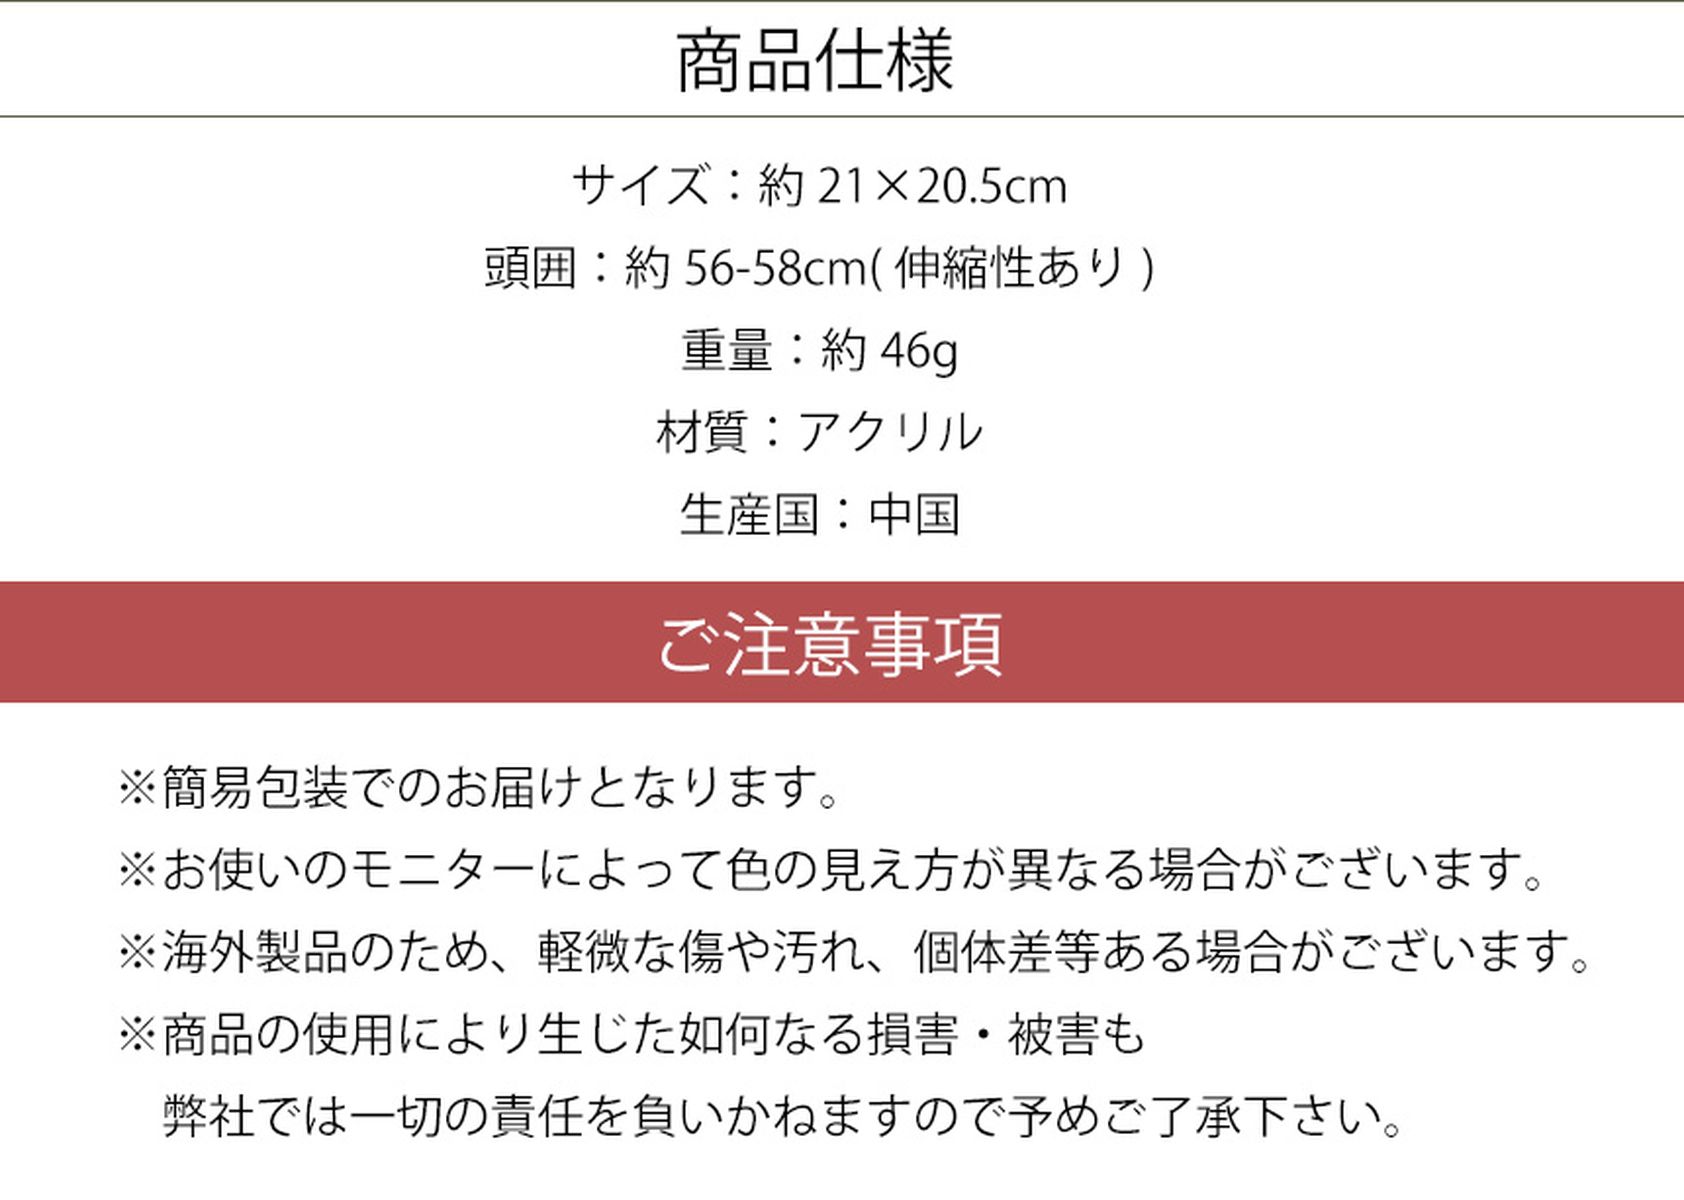 商品仕様
サイズ：約 21×20.5cm
頭囲：約 56-58cm( 伸縮性あり )
重量：約 46g
材質：アクリル
生産国：中国
ご注意事項
※簡易包装でのお届けとなります。
※お使いのモニターによって色の見え方が異なる場合がございます。
※海外製品のため、軽微な傷や汚れ、個体差等ある場合がございます。
※商品の使用により生じた如何なる損害・被害も
弊社では一切の責任を負いかねますので予めご了承下さい。